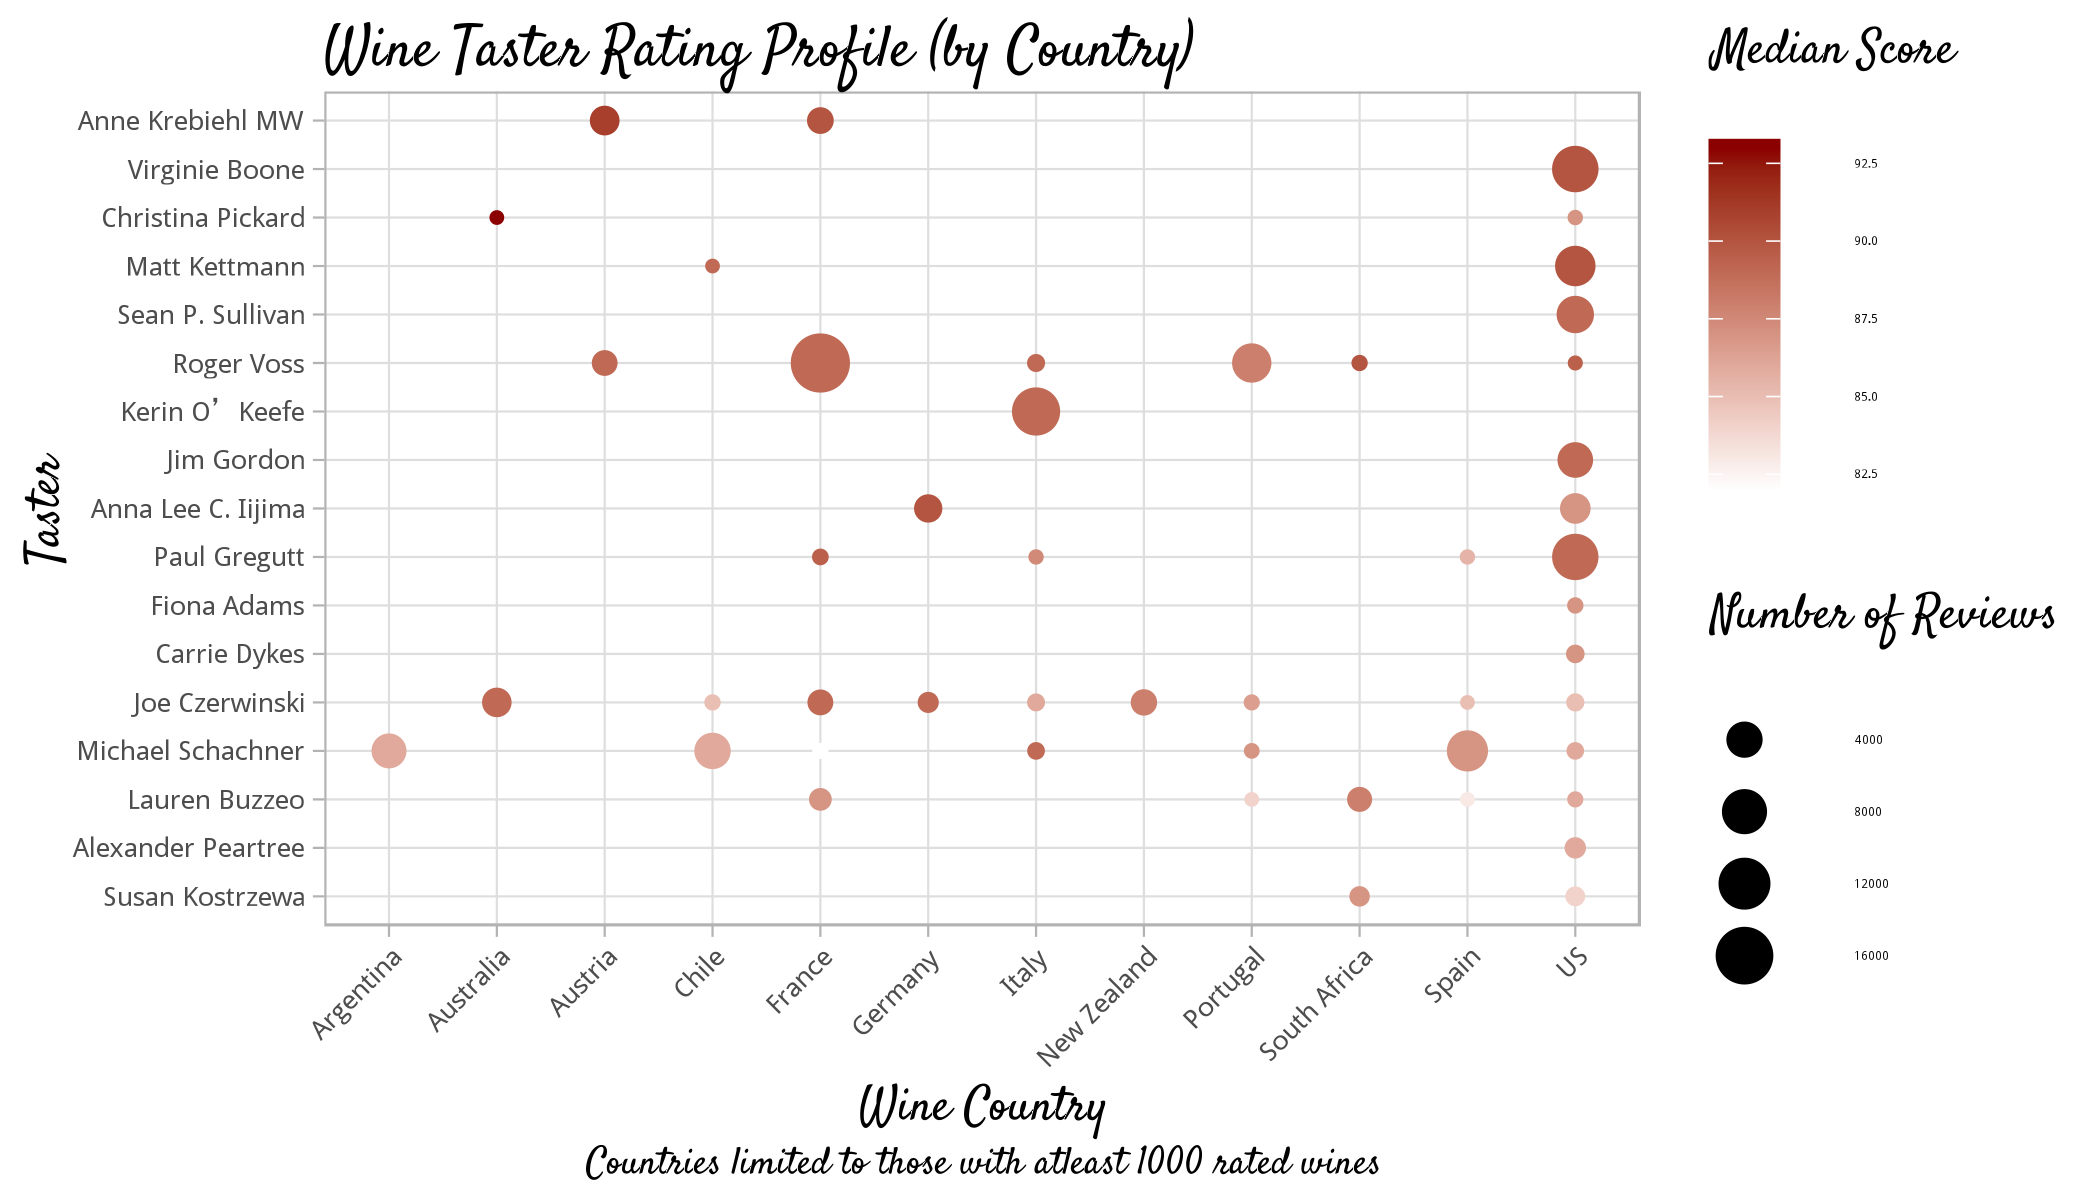 Wine Taster Rating Profile (by Country)
Median Score
92.5
90.0
87.5
85.0
82.5
Number of Reviews
4000
8000
12000
16000
Taster
Anne Krebiehl MW
Virginie Boone
Christina Pickard
Matt Kettmann
Sean P. Sullivan
Roger Voss
Kerin O’ Keefe
Jim Gordon
Anna Lee C. Iijima
Paul Gregutt
Fiona Adams
Carrie Dykes
Joe Czerwinski
Michael Schachner
Lauren Buzzeo
Alexander Peartree
Susan Kostrzewa
Argentina
Australia
Austria
Chile
France
Germany
Italy
New Zealand
Portugal
South Africa
Spain
US
Wine Country
Countries limited to those with atleast 1000 rated wines